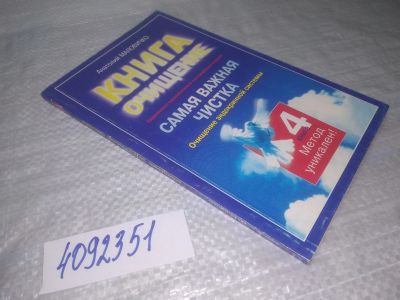 Анатолий МАЛОВИЧКО
КНИГА
ОЧИЩЕНИЕ
САМАЯ ВАЖНАЯ
ЧИСТКА
Очищение эндокринной системы
4
Метод
уникален!
4092351